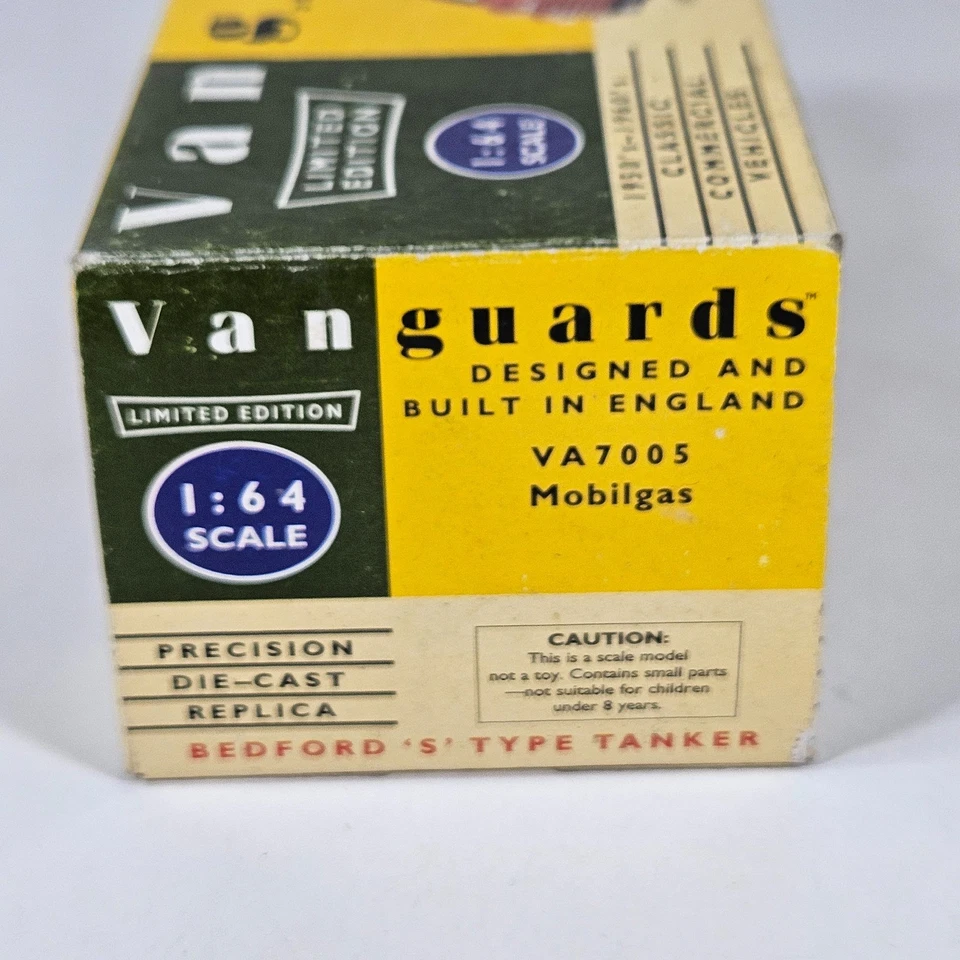 Van
LIMITED
EDITION
1:64
SCALE
1950's–1960's
CLASSIC
COMMERCIAL
VEHICLES
Vanguards™
DESIGNED AND
BUILT IN ENGLAND
LIMITED EDITION
VA7005
Mobilgas
1:64
SCALE
PRECISION
DIE–CAST
REPLICA
CAUTION:
This is a scale model
not a toy. Contains small parts
—not suitable for children
under 8 years.
BEDFORD ‘S’ TYPE TANKER